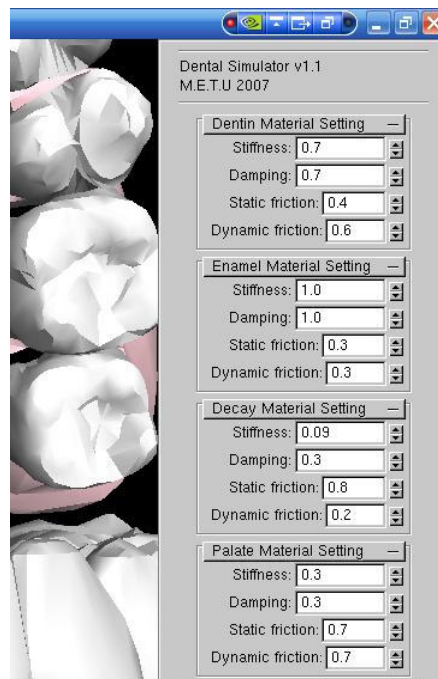 Dental Simulator v1.1
M.E.T.U 2007
Dentin Material Setting
Stiffness: 0.7
Damping: 0.7
Static friction: 0.4
Dynamic friction: 0.6
Enamel Material Setting
Stiffness: 1.0
Damping: 1.0
Static friction: 0.3
Dynamic friction: 0.3
Decay Material Setting
Stiffness: 0.09
Damping: 0.3
Static friction: 0.8
Dynamic friction: 0.2
Palate Material Setting
Stiffness: 0.3
Damping: 0.3
Static friction: 0.7
Dynamic friction: 0.7